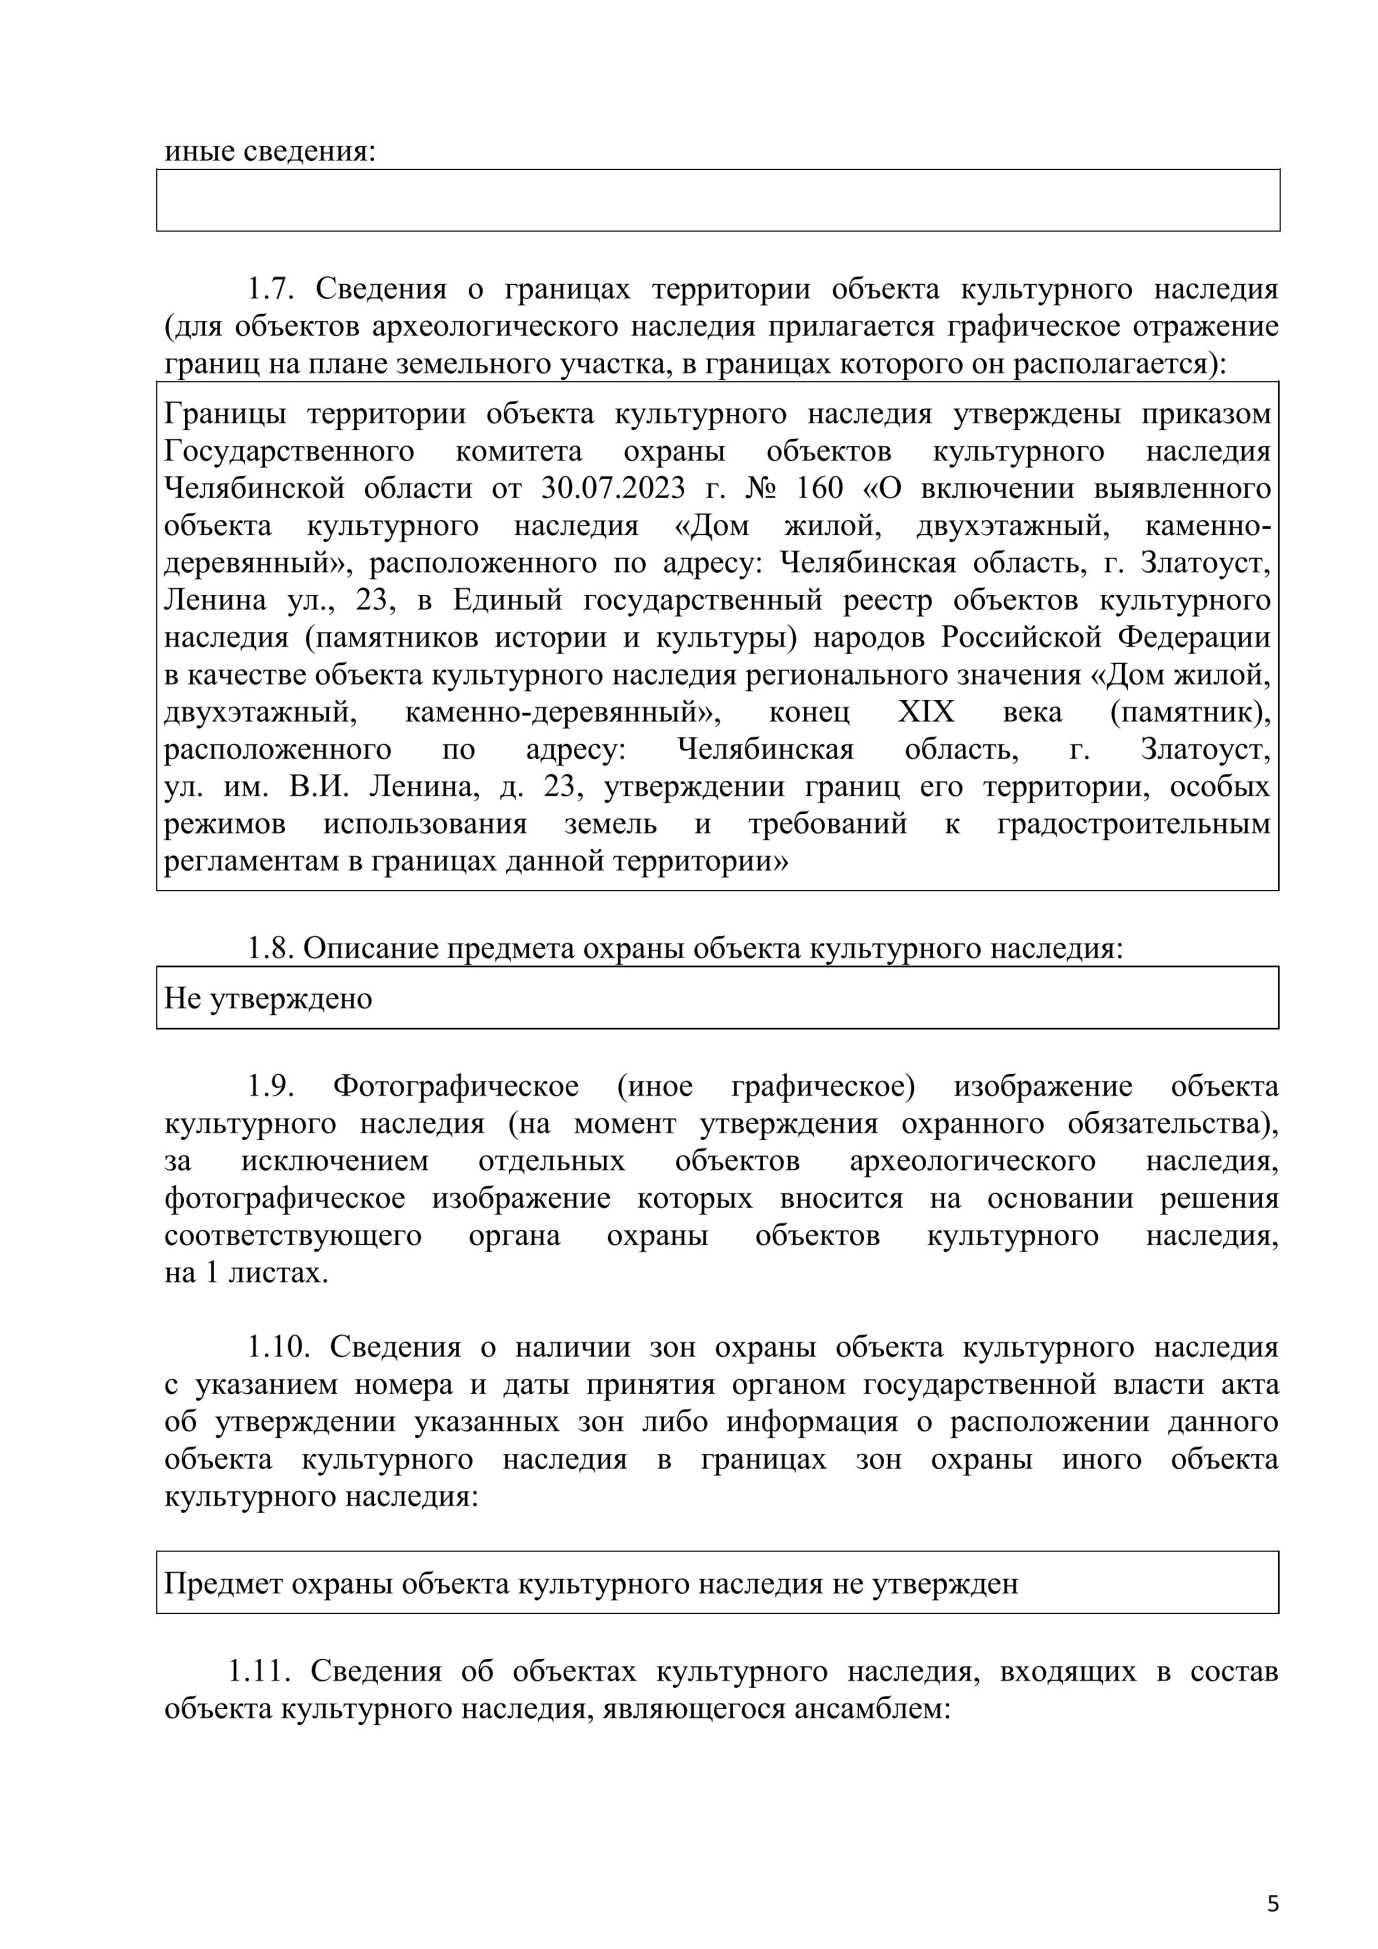 иные сведения:
1.7. Сведения о границах территории объекта культурного наследия
(для объектов археологического наследия прилагается графическое отражение
границ на плане земельного участка, в границах которого он располагается):
Границы территории объекта культурного наследия утверждены приказом
Государственного комитета охраны объектов культурного наследия
Челябинской области от 30.07.2023 г. № 160 «О включении выявленного
объекта культурного наследия «Дом жилой, двухэтажный, каменно-
деревянный», расположенного по адресу: Челябинская область, г. Златоуст,
Ленина ул., 23, в Единый государственный реестр объектов культурного
наследия (памятников истории и культуры) народов Российской Федерации
в качестве объекта культурного наследия регионального значения «Дом жилой,
двухэтажный, каменно-деревянный», конец XIX века (памятник),
расположенного по адресу: Челябинская область, г. Златоуст,
ул. им. В.И. Ленина, д. 23, утверждении границ его территории, особых
режимов использования земель и требований к градостроительным
регламентам в границах данной территории»
1.8. Описание предмета охраны объекта культурного наследия:
Не утверждено
1.9. Фотографическое (иное графическое) изображение объекта
культурного наследия (на момент утверждения охранного обязательства),
за исключением отдельных объектов археологического наследия,
фотографическое изображение которых вносится на основании решения
соответствующего органа охраны объектов культурного наследия,
на 1 листах.
1.10. Сведения о наличии зон охраны объекта культурного наследия
с указанием номера и даты принятия органом государственной власти акта
об утверждении указанных зон либо информация о расположении данного
объекта культурного наследия в границах зон охраны иного объекта
культурного наследия:
Предмет охраны объекта культурного наследия не утвержден
1.11. Сведения об объектах культурного наследия, входящих в состав
объекта культурного наследия, являющегося ансамблем:
5